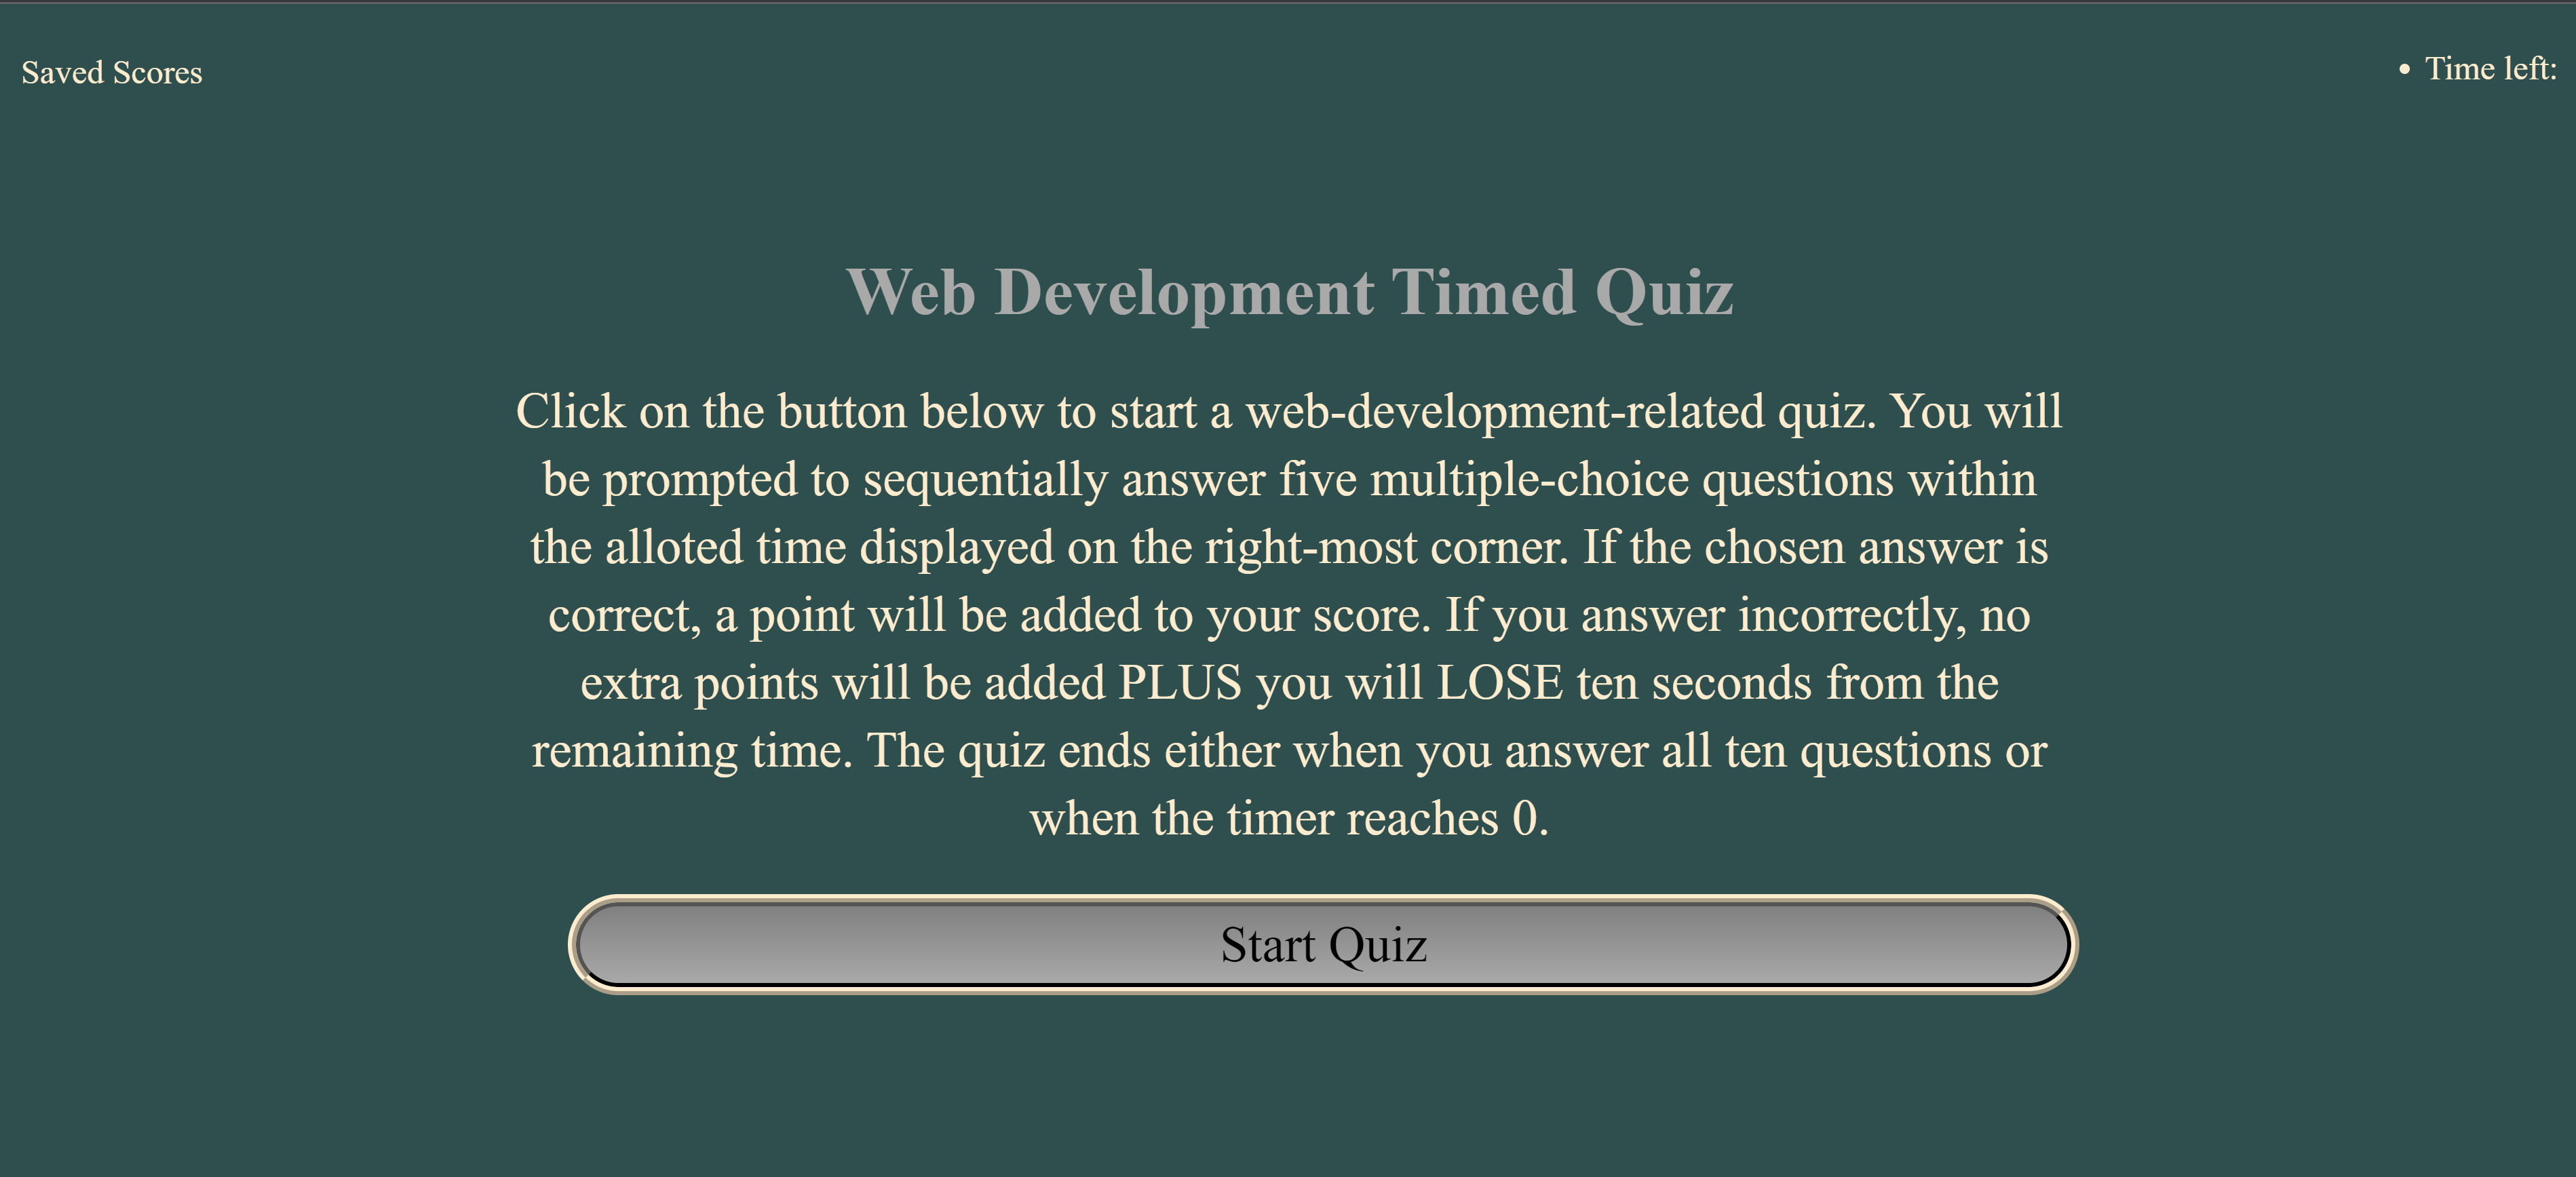 Saved Scores
• Time left:
Web Development Timed Quiz
Click on the button below to start a web-development-related quiz. You will
be prompted to sequentially answer five multiple-choice questions within
the alloted time displayed on the right-most corner. If the chosen answer is
correct, a point will be added to your score. If you answer incorrectly, no
extra points will be added PLUS you will LOSE ten seconds from the
remaining time. The quiz ends either when you answer all ten questions or
when the timer reaches 0.
Start Quiz